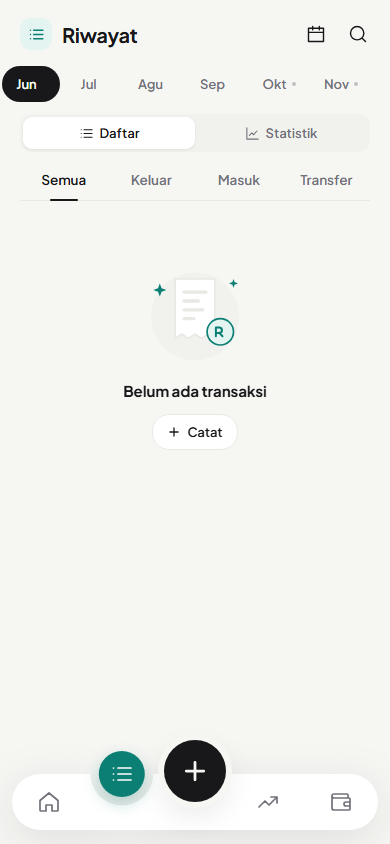 Riwayat
Jun Jul Agu Sep Okt Nov
Daftar Statistik
Semua Keluar Masuk Transfer
R
Belum ada transaksi
Catat